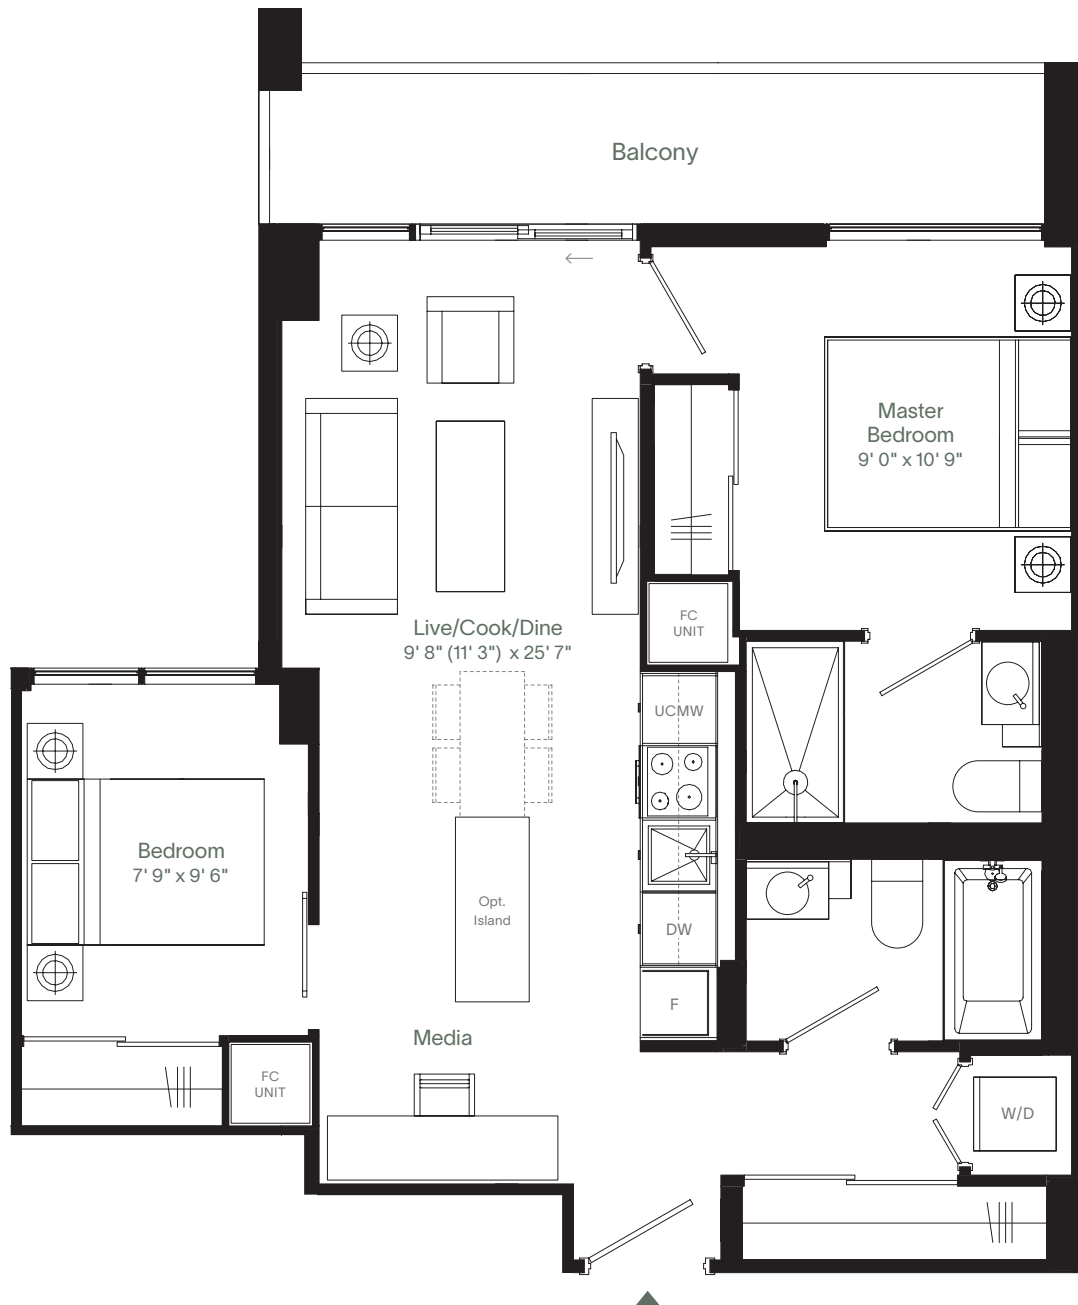 Balcony
Master
Bedroom
9' 0" x 10' 9"
FC
UNIT
Live/Cook/Dine
9' 8" (11' 3") x 25' 7"
UCMW
Bedroom
7' 9" x 9' 6"
Opt.
Island
DW
F
Media
FC
UNIT
W/D